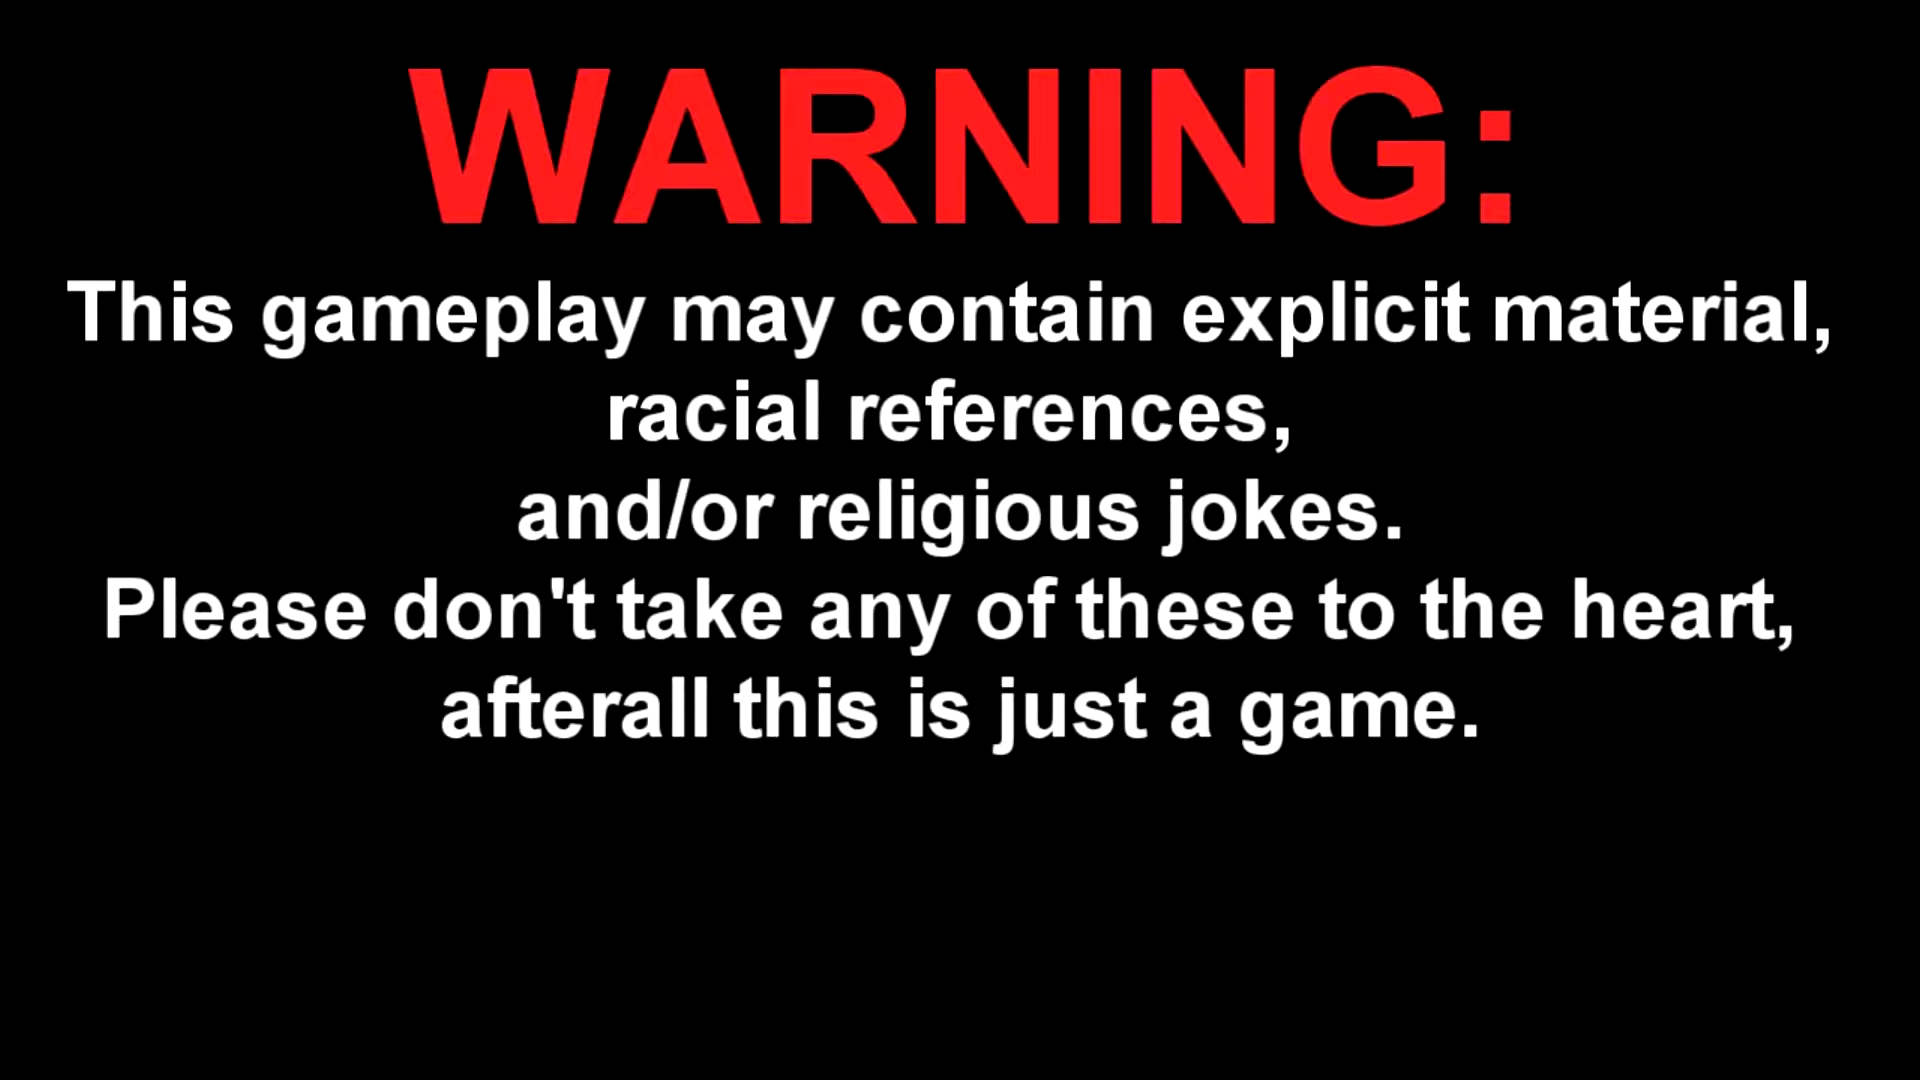 WARNING:
This gameplay may contain explicit material,
racial references,
and/or religious jokes.
Please don't take any of these to the heart,
afterall this is just a game.